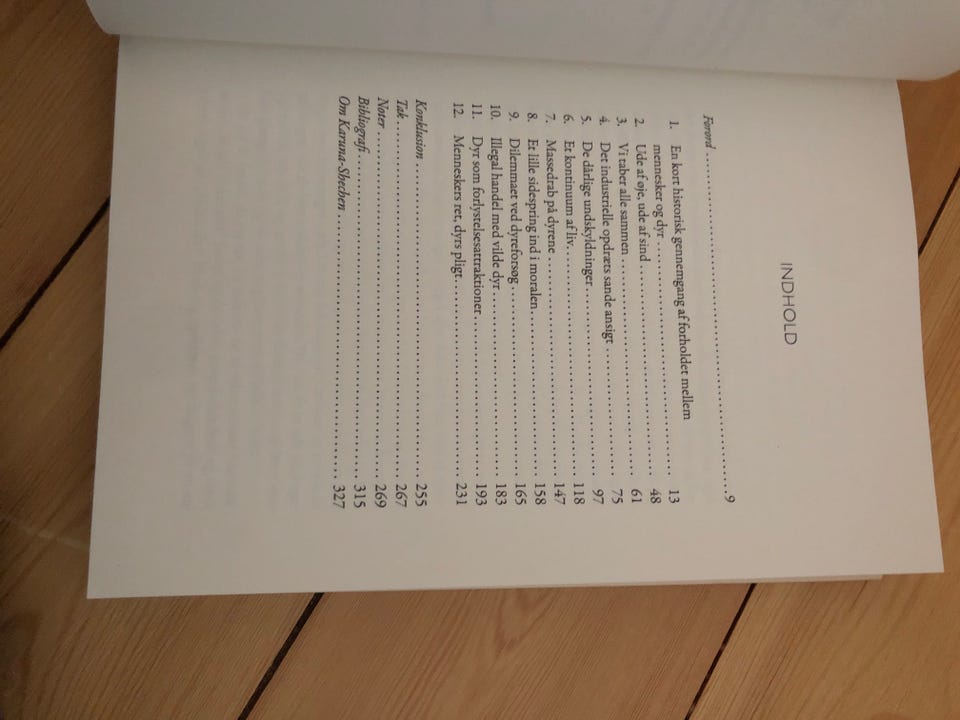 INDHOLD
Forord ........................................ 9
1. En kort historisk gennemgang af forholdet mellem
mennesker og dyr ........................................ 13
2. Ude af øje, ude af sind ........................................ 48
3. Vi taber alle sammen ........................................ 61
4. Det industrielle opdræts sande ansigt ........................................ 75
5. De dårlige undskyldninger ........................................ 97
6. Et kontinuum af liv ........................................ 118
7. Massedrab på dyrene ........................................ 147
8. Et lille sidespring ind i moralen ........................................ 158
9. Dilemmaet ved dyreforsøg ........................................ 165
10. Illegal handel med vilde dyr ........................................ 183
11. Dyr som forlystelsesattraktioner ........................................ 193
12. Menneskers ret, dyrs pligt ........................................ 231
Konklusion ........................................ 255
Tak ........................................ 267
Noter ........................................ 269
Bibliografi ........................................ 315
Om Karuna-Shechen ........................................ 327